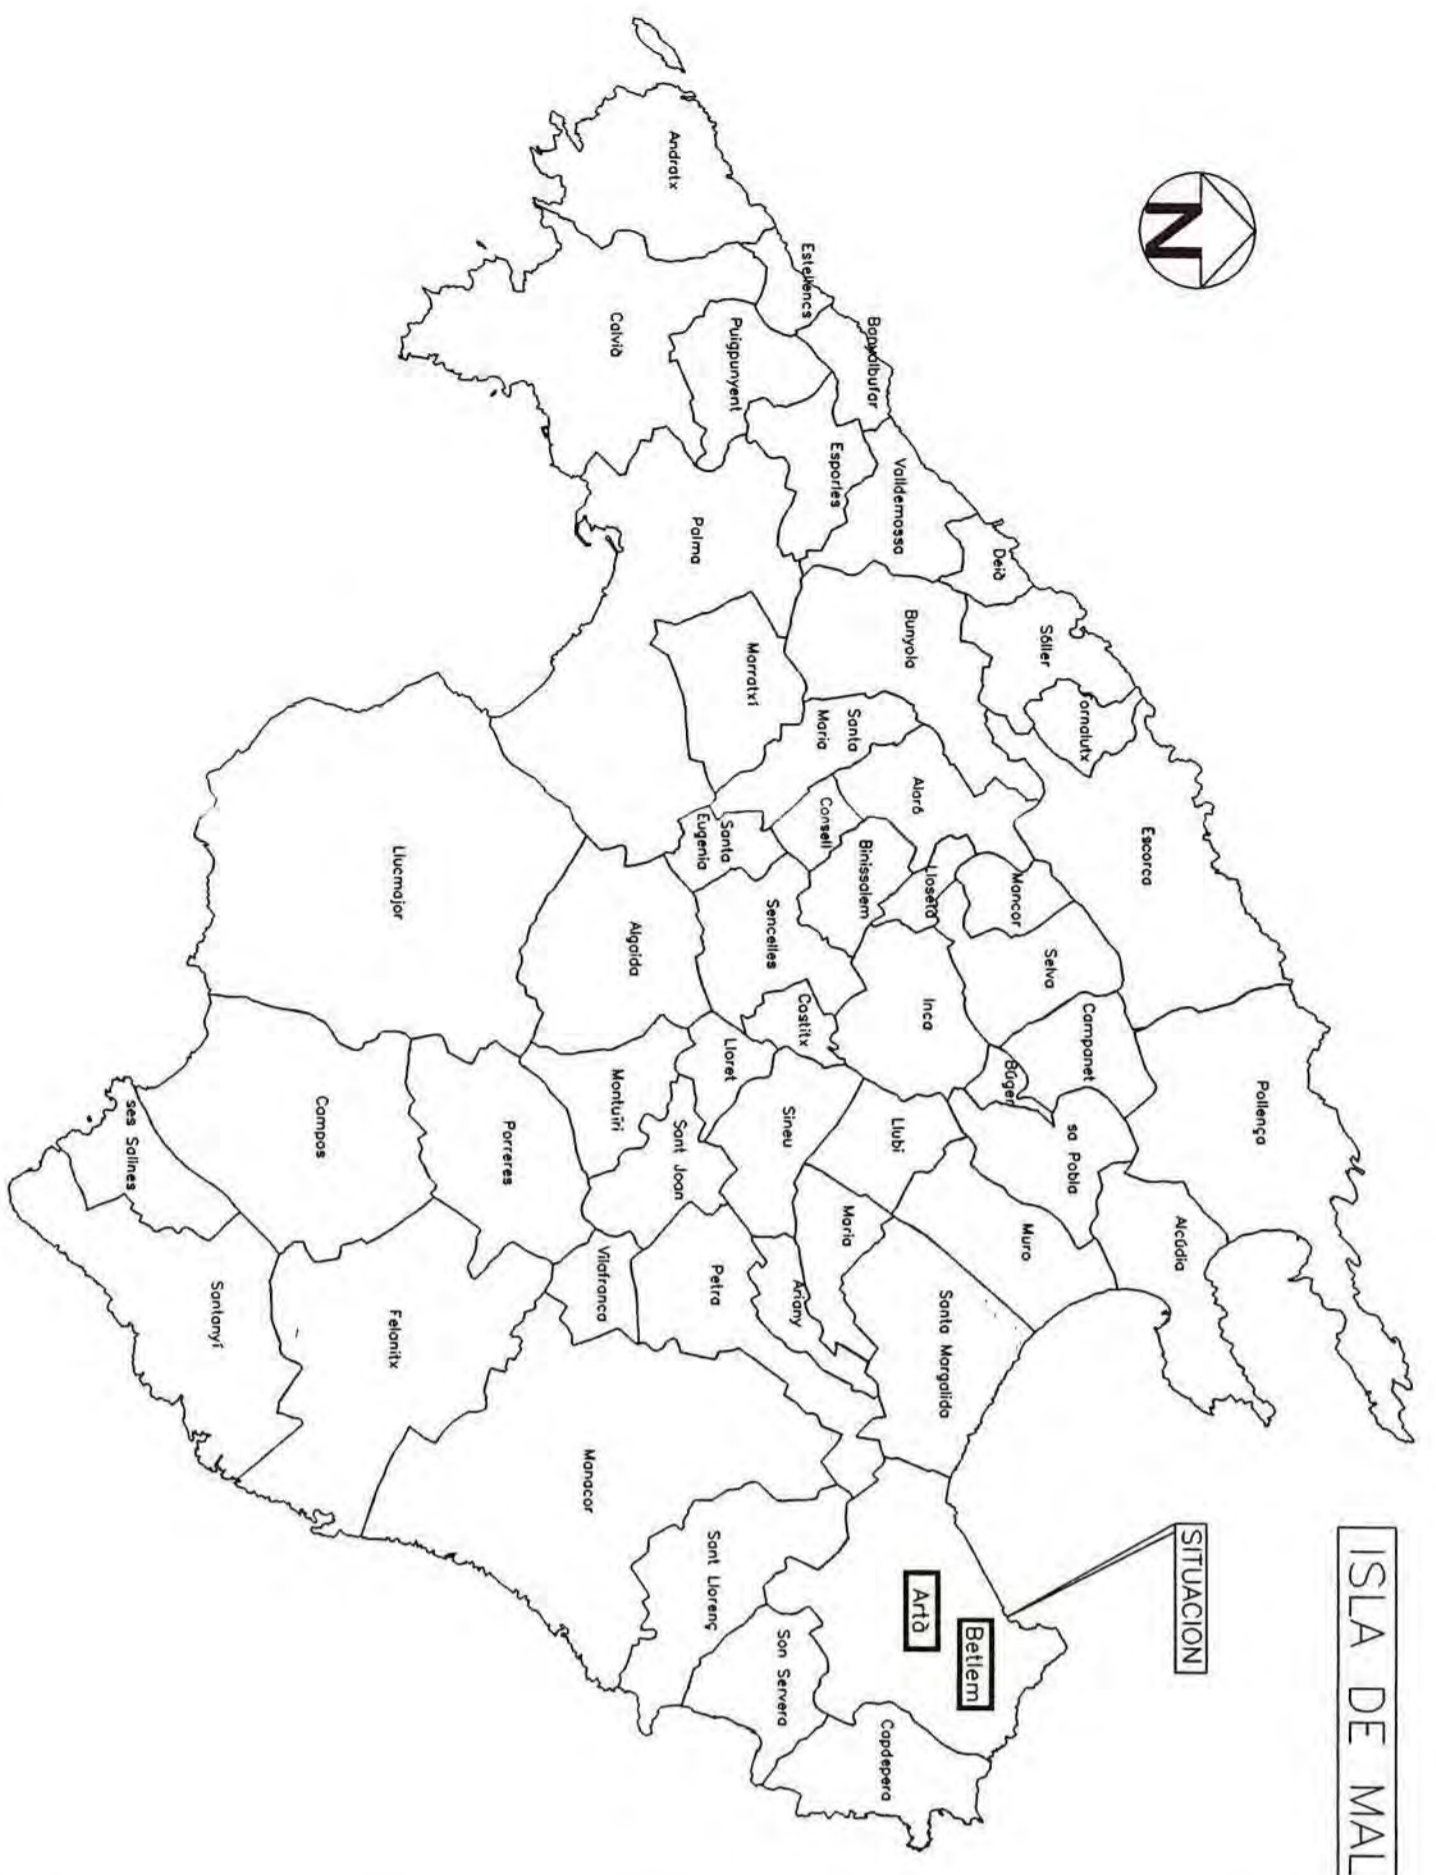 ISLA DE MAL
N
SITUACION
Pollença
Escorca
Alcúdia
Fornalutx
Sóller
Campanet
sa Pobla
Selva
Mancor
Búger
Muro
Deià
Bunyola
Alaró
Lloseta
Inca
Llubí
Santa Margalida
Betlem
Artà
Valldemossa
Banyalbufar
Esporles
Estellencs
Santa
Maria
Consell
Binissalem
Maria
Ariany
Capdepera
Puigpunyent
Marratxí
Santa
Eugenia
Sencelles
Costitx
Lloret
Sineu
Sant Joan
Petra
Sant Llorenç
Son Servera
Andratx
Calvià
Palma
Algaida
Montuïri
Vilafranca
Manacor
Llucmajor
Porreres
Felanitx
Campos
Santanyí
ses Salines